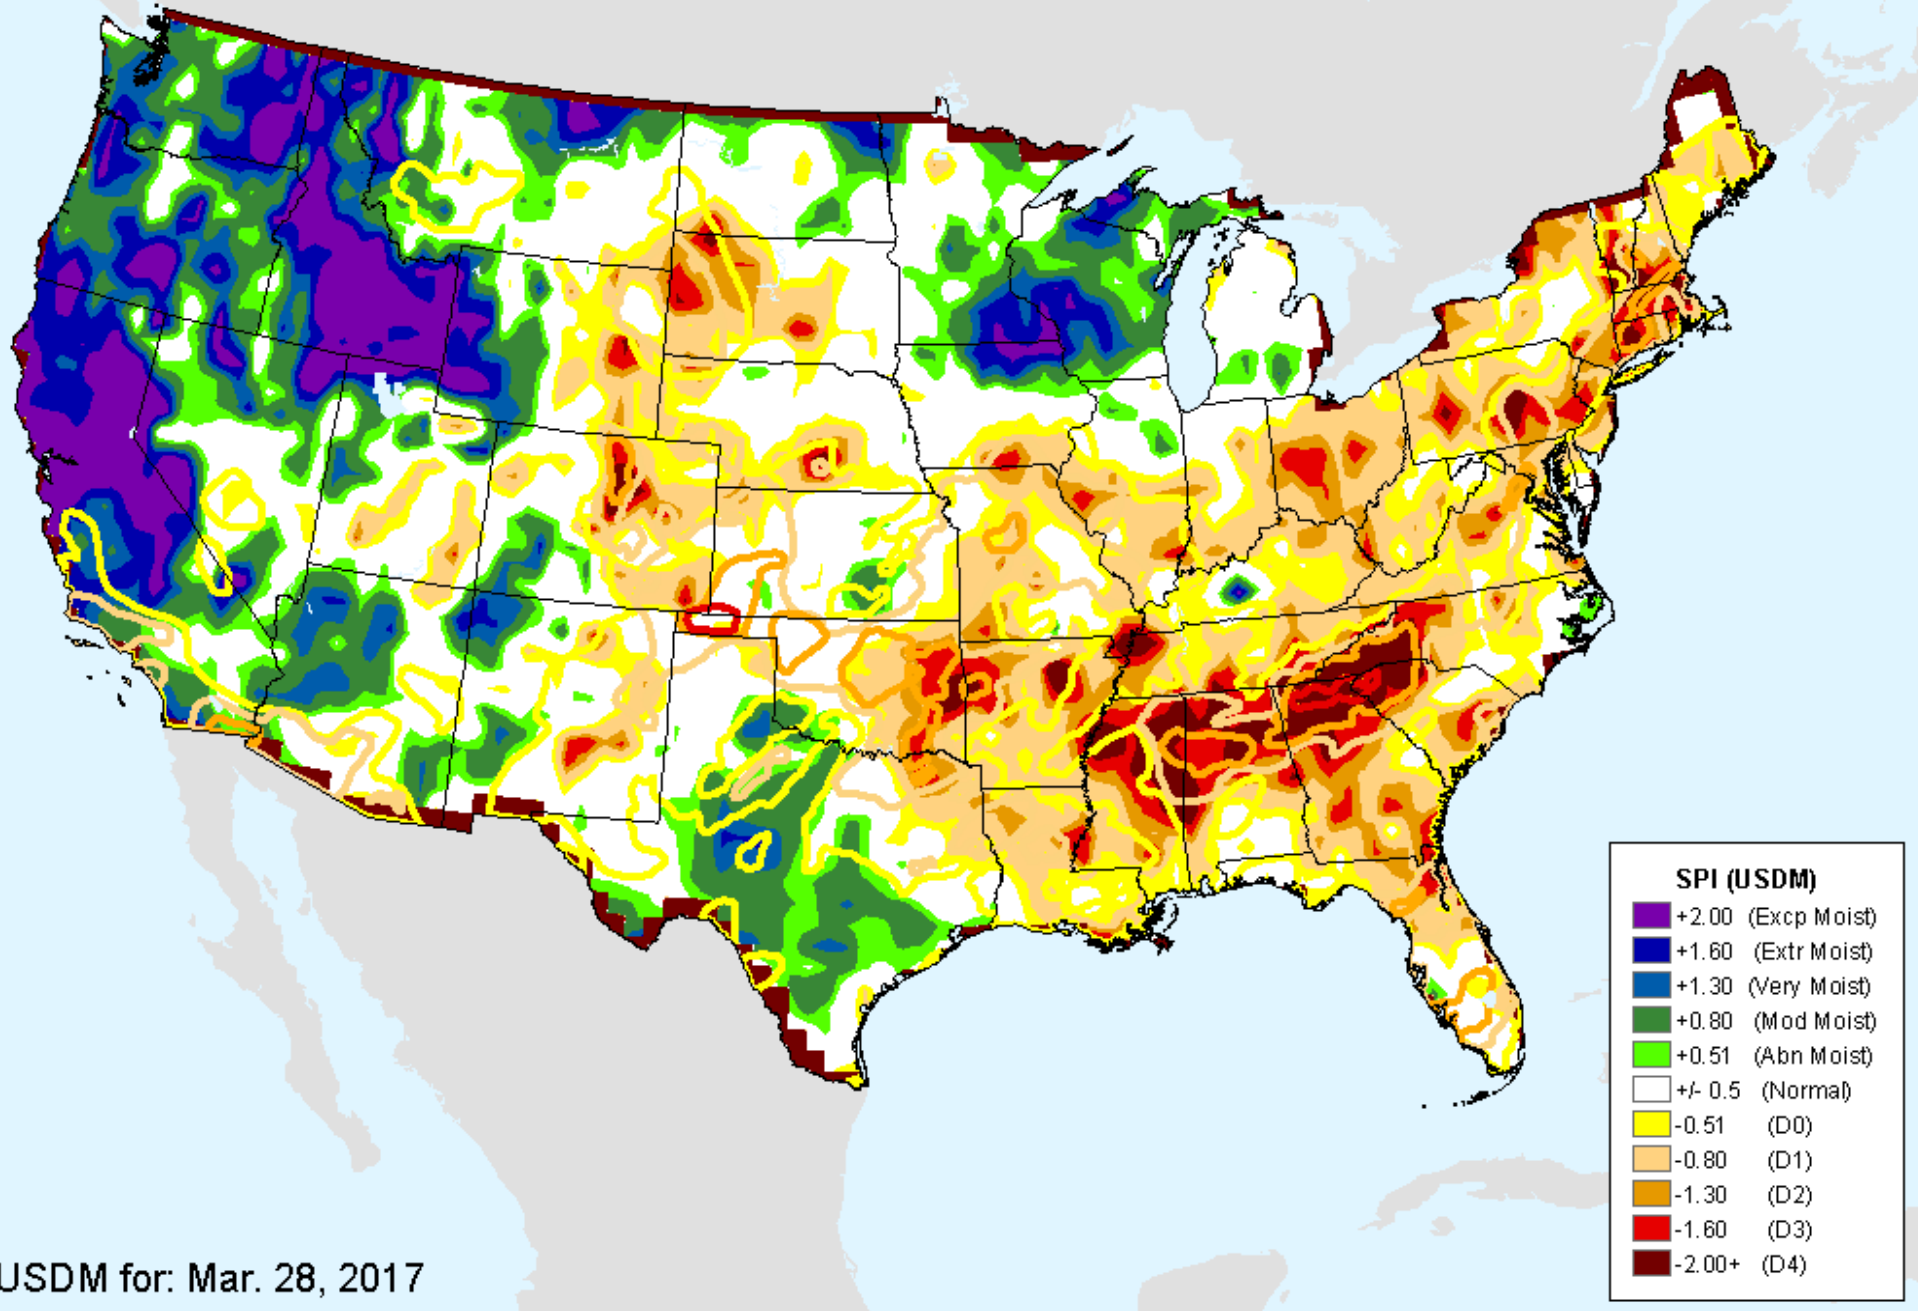 SPI (USDM)
+2.00 (Excp Moist)
+1.60 (Extr Moist)
+1.30 (Very Moist)
+0.80 (Mod Moist)
+0.51 (Abn Moist)
+/- 0.5 (Normal)
-0.51 (D0)
-0.80 (D1)
-1.30 (D2)
-1.60 (D3)
-2.00+ (D4)
USDM for: Mar. 28, 2017